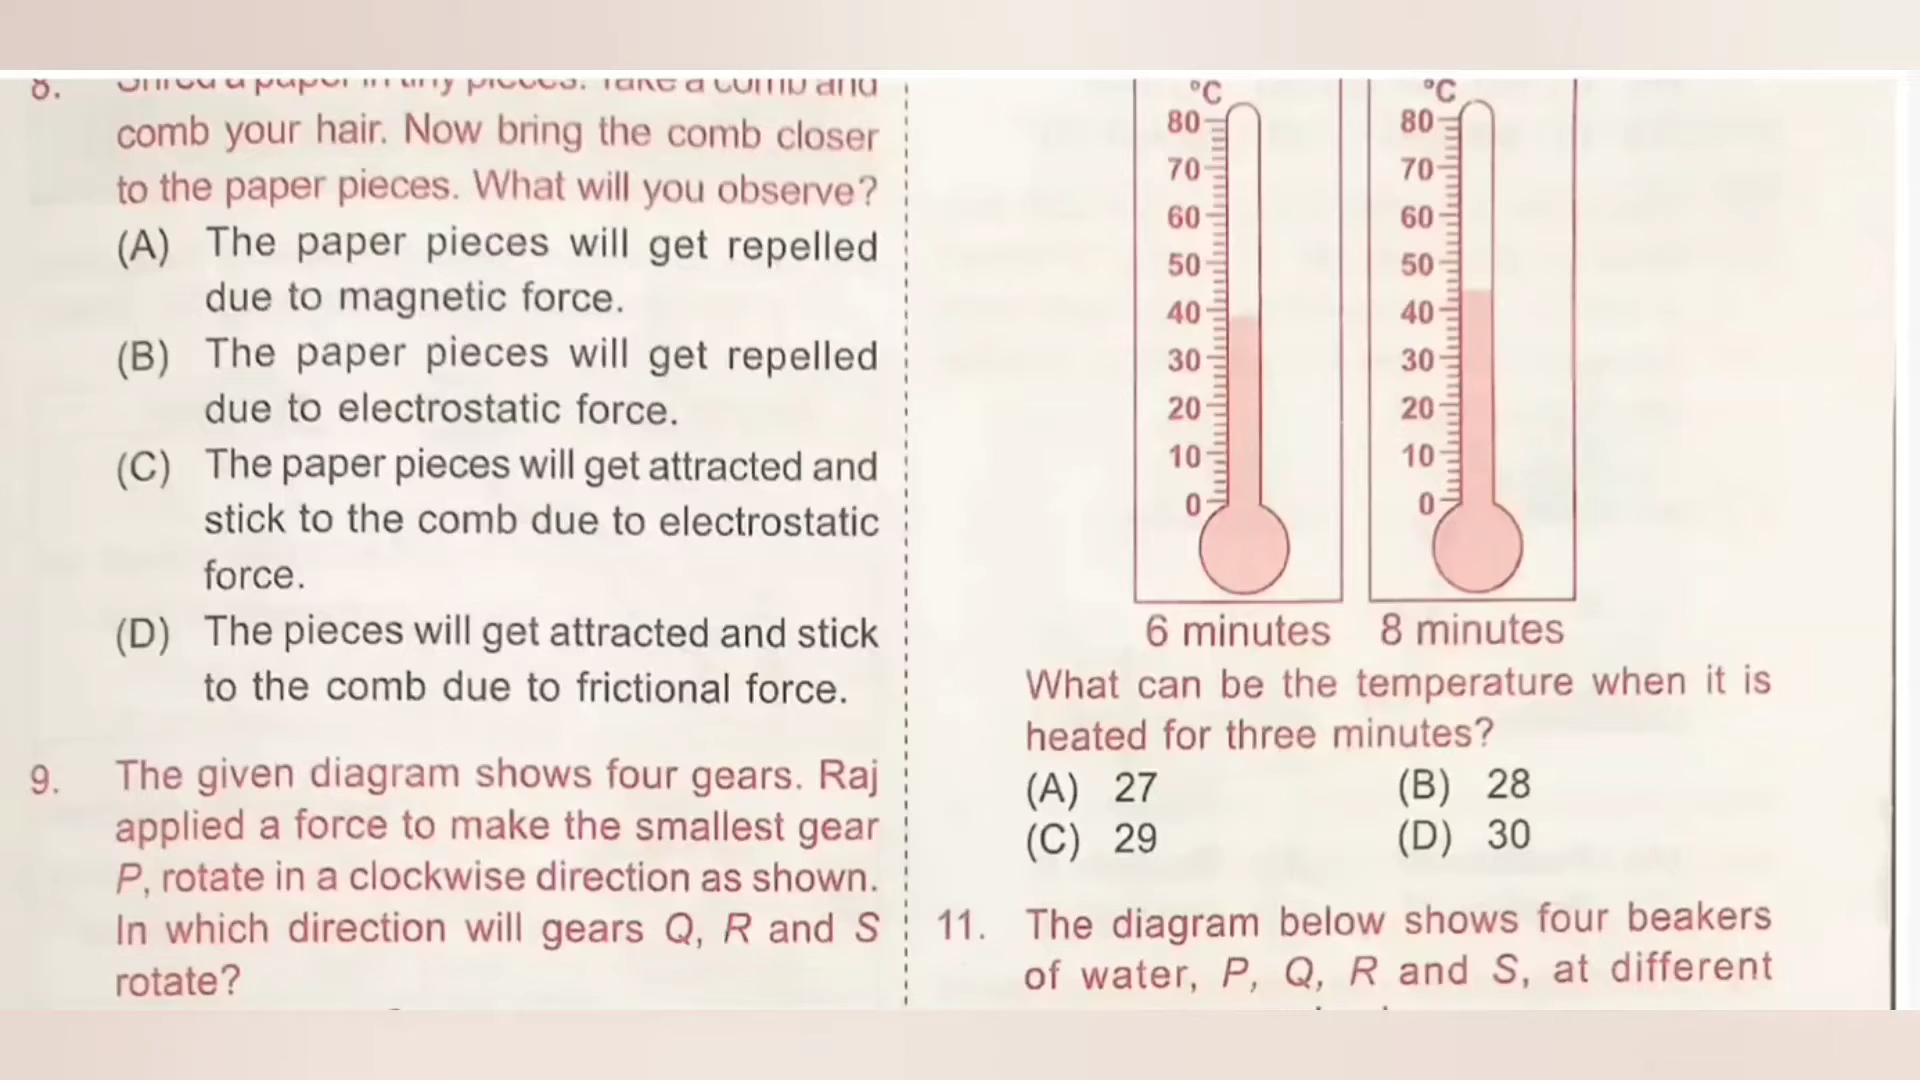 8. Shred a paper in tiny pieces. Take a comb and
comb your hair. Now bring the comb closer
to the paper pieces. What will you observe?
(A) The paper pieces will get repelled
due to magnetic force.
(B) The paper pieces will get repelled
due to electrostatic force.
(C) The paper pieces will get attracted and
stick to the comb due to electrostatic
force.
(D) The pieces will get attracted and stick
to the comb due to frictional force.
9. The given diagram shows four gears. Raj
applied a force to make the smallest gear
P, rotate in a clockwise direction as shown.
In which direction will gears Q, R and S
rotate?
°C
80
70
60
50
40
30
20
10
0
6 minutes
°C
80
70
60
50
40
30
20
10
0
8 minutes
What can be the temperature when it is
heated for three minutes?
(A) 27 (B) 28
(C) 29 (D) 30
11. The diagram below shows four beakers
of water, P, Q, R and S, at different